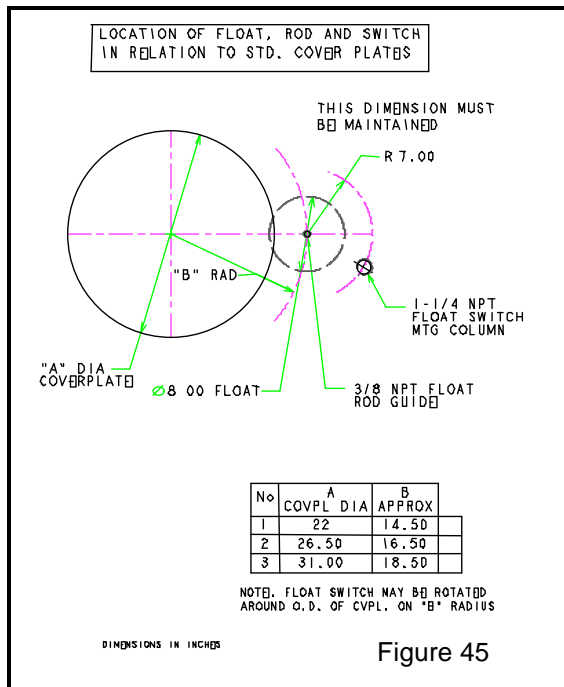 LOCATION OF FLOAT, ROD AND SWITCH
IN RELATION TO STD. COVER PLATES
THIS DIMENSION MUST
BE MAINTAINED
R7.00
"B" RAD
1-1/4 NPT
FLOAT SWITCH
MTG COLUMN
"A" DIA
COVERPLATE
Ø8 00 FLOAT
3/8 NPT FLOAT
ROD GUIDE
No A COVPL DIA B APPROX
1 22 14.50
2 26.50 16.50
3 31.00 18.50
NOTE. FLOAT SWITCH MAY BE ROTATED
AROUND O.D. OF CVPL. ON "B" RADIUS
DIMENSIONS IN INCHES
Figure 45